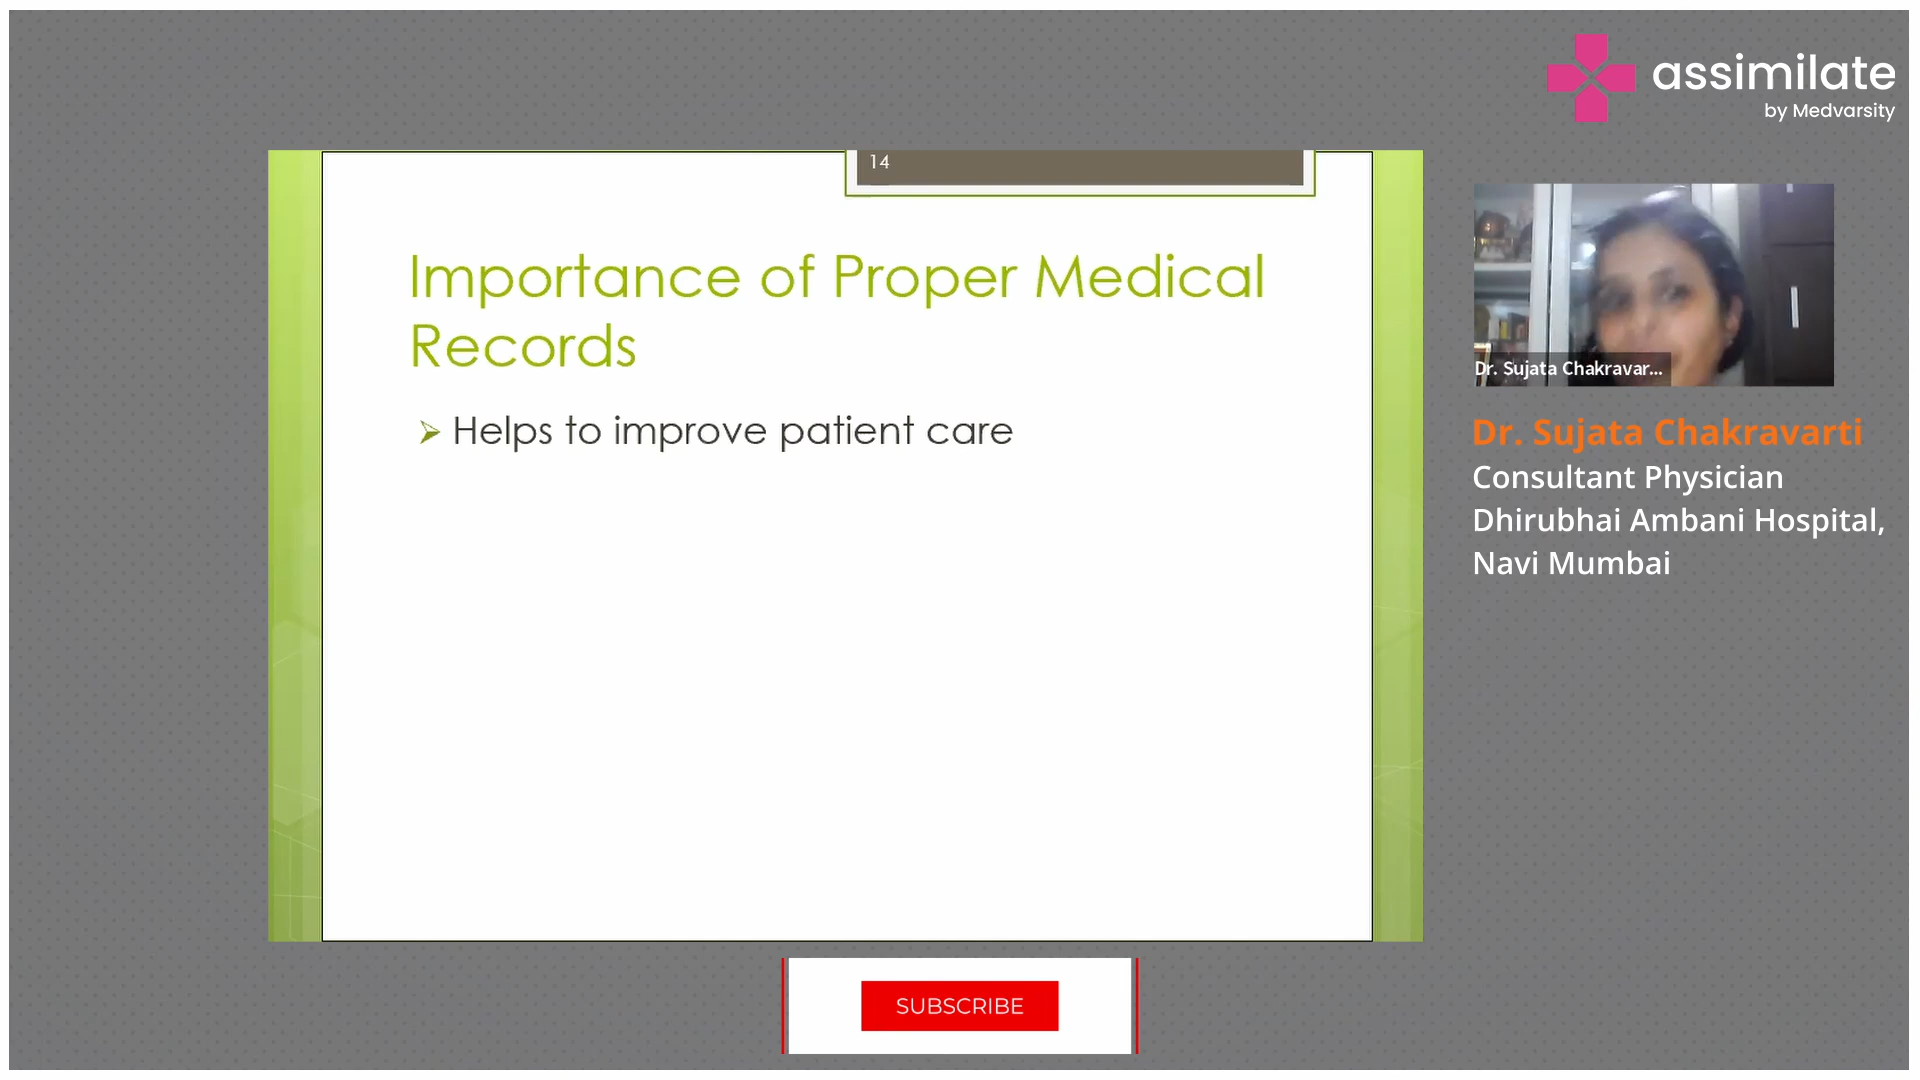 assimilate
by Medvarsity
14
Importance of Proper Medical
Records
Helps to improve patient care
Dr. Sujata Chakravar...
Dr. Sujata Chakravarti
Consultant Physician
Dhirubhai Ambani Hospital,
Navi Mumbai
SUBSCRIBE